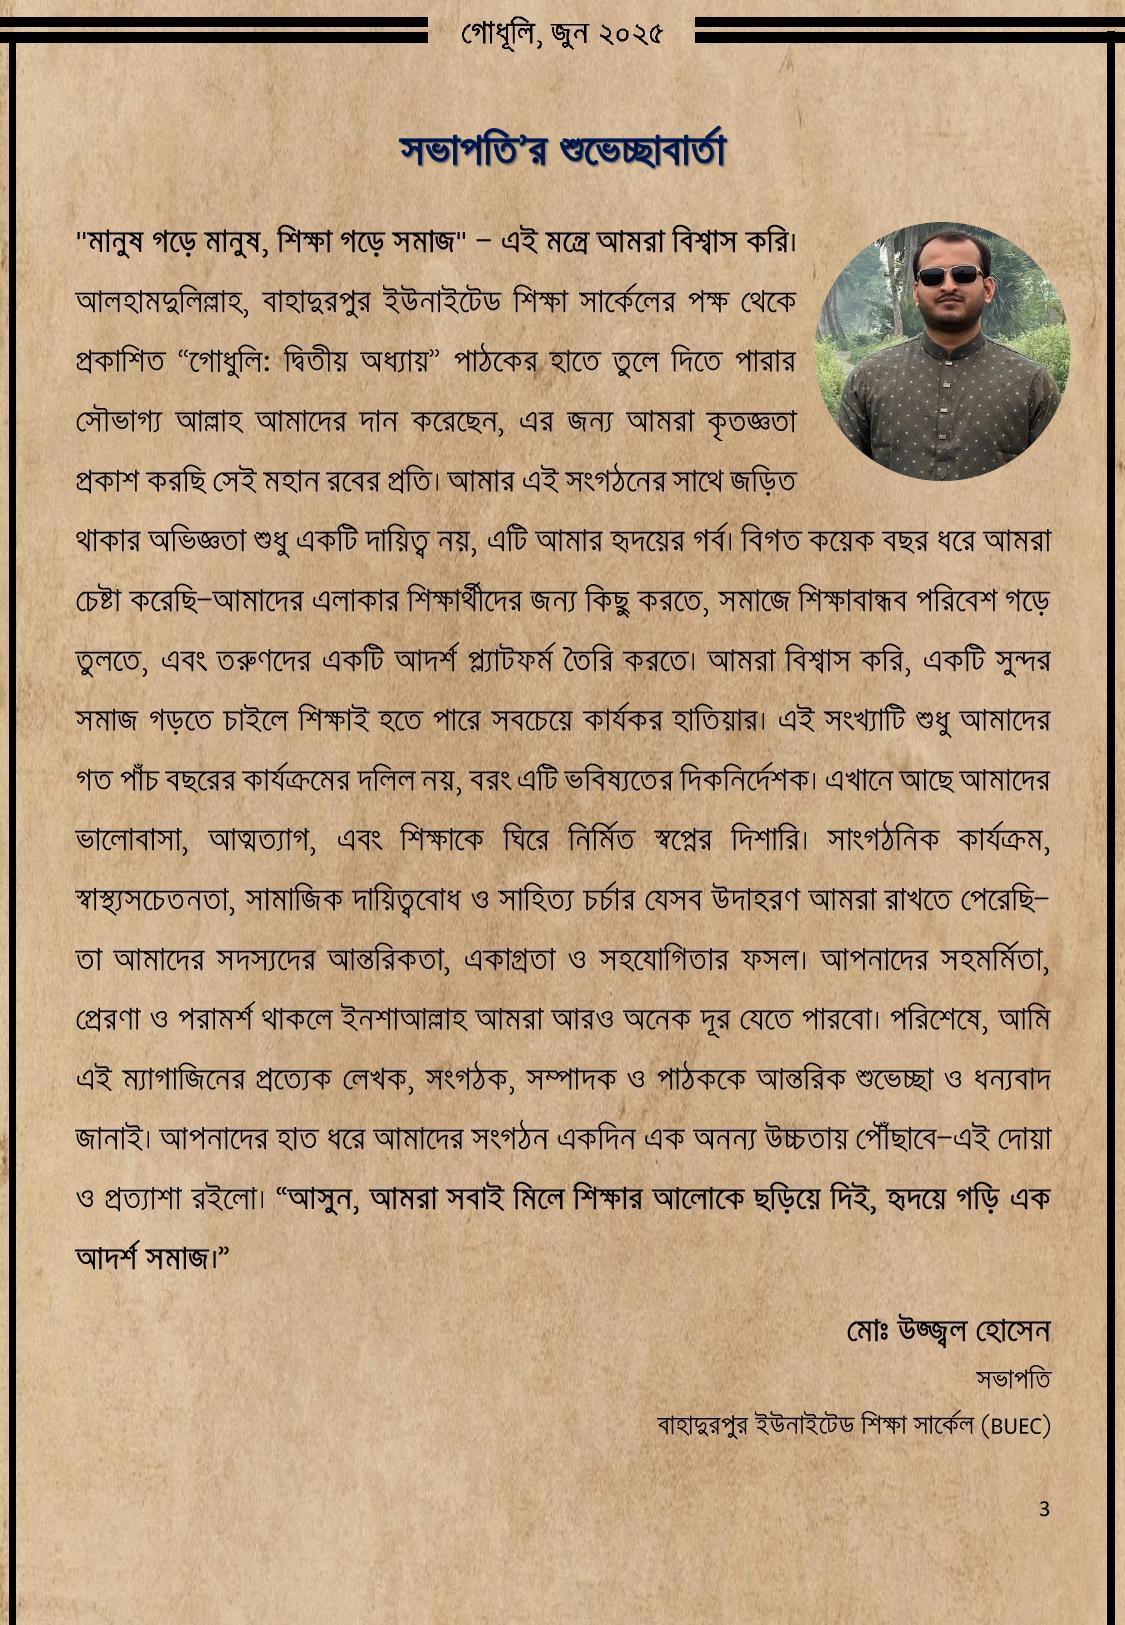 গোধূলি, জুন ২০২৫
সভাপতি’র শুভেচ্ছাবার্তা
"মানুষ গড়ে মানুষ, শিক্ষা গড়ে সমাজ" – এই মন্ত্রে আমরা বিশ্বাস করি।
আলহামদুলিল্লাহ, বাহাদুরপুর ইউনাইটেড শিক্ষা সার্কেলের পক্ষ থেকে
প্রকাশিত “গোধুলি: দ্বিতীয় অধ্যায়” পাঠকের হাতে তুলে দিতে পারার
সৌভাগ্য আল্লাহ আমাদের দান করেছেন, এর জন্য আমরা কৃতজ্ঞতা
প্রকাশ করছি সেই মহান রবের প্রতি। আমার এই সংগঠনের সাথে জড়িত
থাকার অভিজ্ঞতা শুধু একটি দায়িত্ব নয়, এটি আমার হৃদয়ের গর্ব। বিগত কয়েক বছর ধরে আমরা
চেষ্টা করেছি–আমাদের এলাকার শিক্ষার্থীদের জন্য কিছু করতে, সমাজে শিক্ষাবান্ধব পরিবেশ গড়ে
তুলতে, এবং তরুণদের একটি আদর্শ প্ল্যাটফর্ম তৈরি করতে। আমরা বিশ্বাস করি, একটি সুন্দর
সমাজ গড়তে চাইলে শিক্ষাই হতে পারে সবচেয়ে কার্যকর হাতিয়ার। এই সংখ্যাটি শুধু আমাদের
গত পাঁচ বছরের কার্যক্রমের দলিল নয়, বরং এটি ভবিষ্যতের দিকনির্দেশক। এখানে আছে আমাদের
ভালোবাসা, আত্মত্যাগ, এবং শিক্ষাকে ঘিরে নির্মিত স্বপ্নের দিশারি। সাংগঠনিক কার্যক্রম,
স্বাস্থ্যসচেতনতা, সামাজিক দায়িত্ববোধ ও সাহিত্য চর্চার যেসব উদাহরণ আমরা রাখতে পেরেছি–
তা আমাদের সদস্যদের আন্তরিকতা, একাগ্রতা ও সহযোগিতার ফসল। আপনাদের সহমর্মিতা,
প্রেরণা ও পরামর্শ থাকলে ইনশাআল্লাহ আমরা আরও অনেক দূর যেতে পারবো। পরিশেষে, আমি
এই ম্যাগাজিনের প্রত্যেক লেখক, সংগঠক, সম্পাদক ও পাঠককে আন্তরিক শুভেচ্ছা ও ধন্যবাদ
জানাই। আপনাদের হাত ধরে আমাদের সংগঠন একদিন এক অনন্য উচ্চতায় পৌঁছাবে–এই দোয়া
ও প্রত্যাশা রইলো। “আসুন, আমরা সবাই মিলে শিক্ষার আলোকে ছড়িয়ে দিই, হৃদয়ে গড়ি এক
আদর্শ সমাজ।”
মোঃ উজ্জ্বল হোসেন
সভাপতি
বাহাদুরপুর ইউনাইটেড শিক্ষা সার্কেল (BUEC)
3